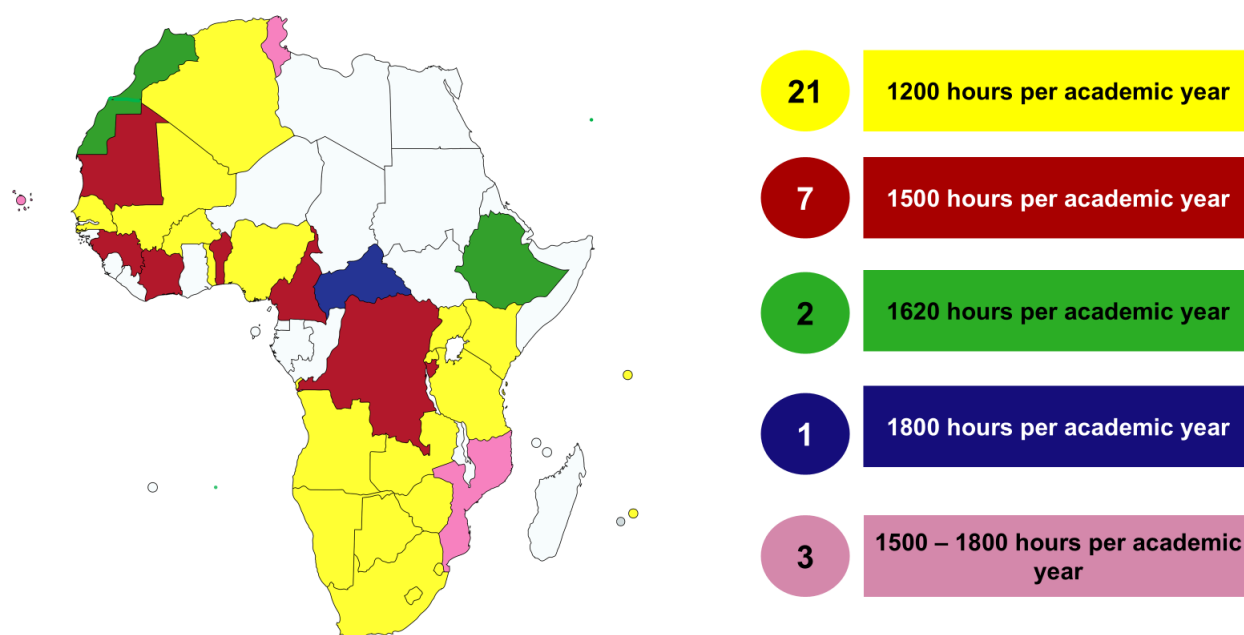 21
1200 hours per academic year
7
1500 hours per academic year
2
1620 hours per academic year
1
1800 hours per academic year
3
1500 – 1800 hours per academic
year